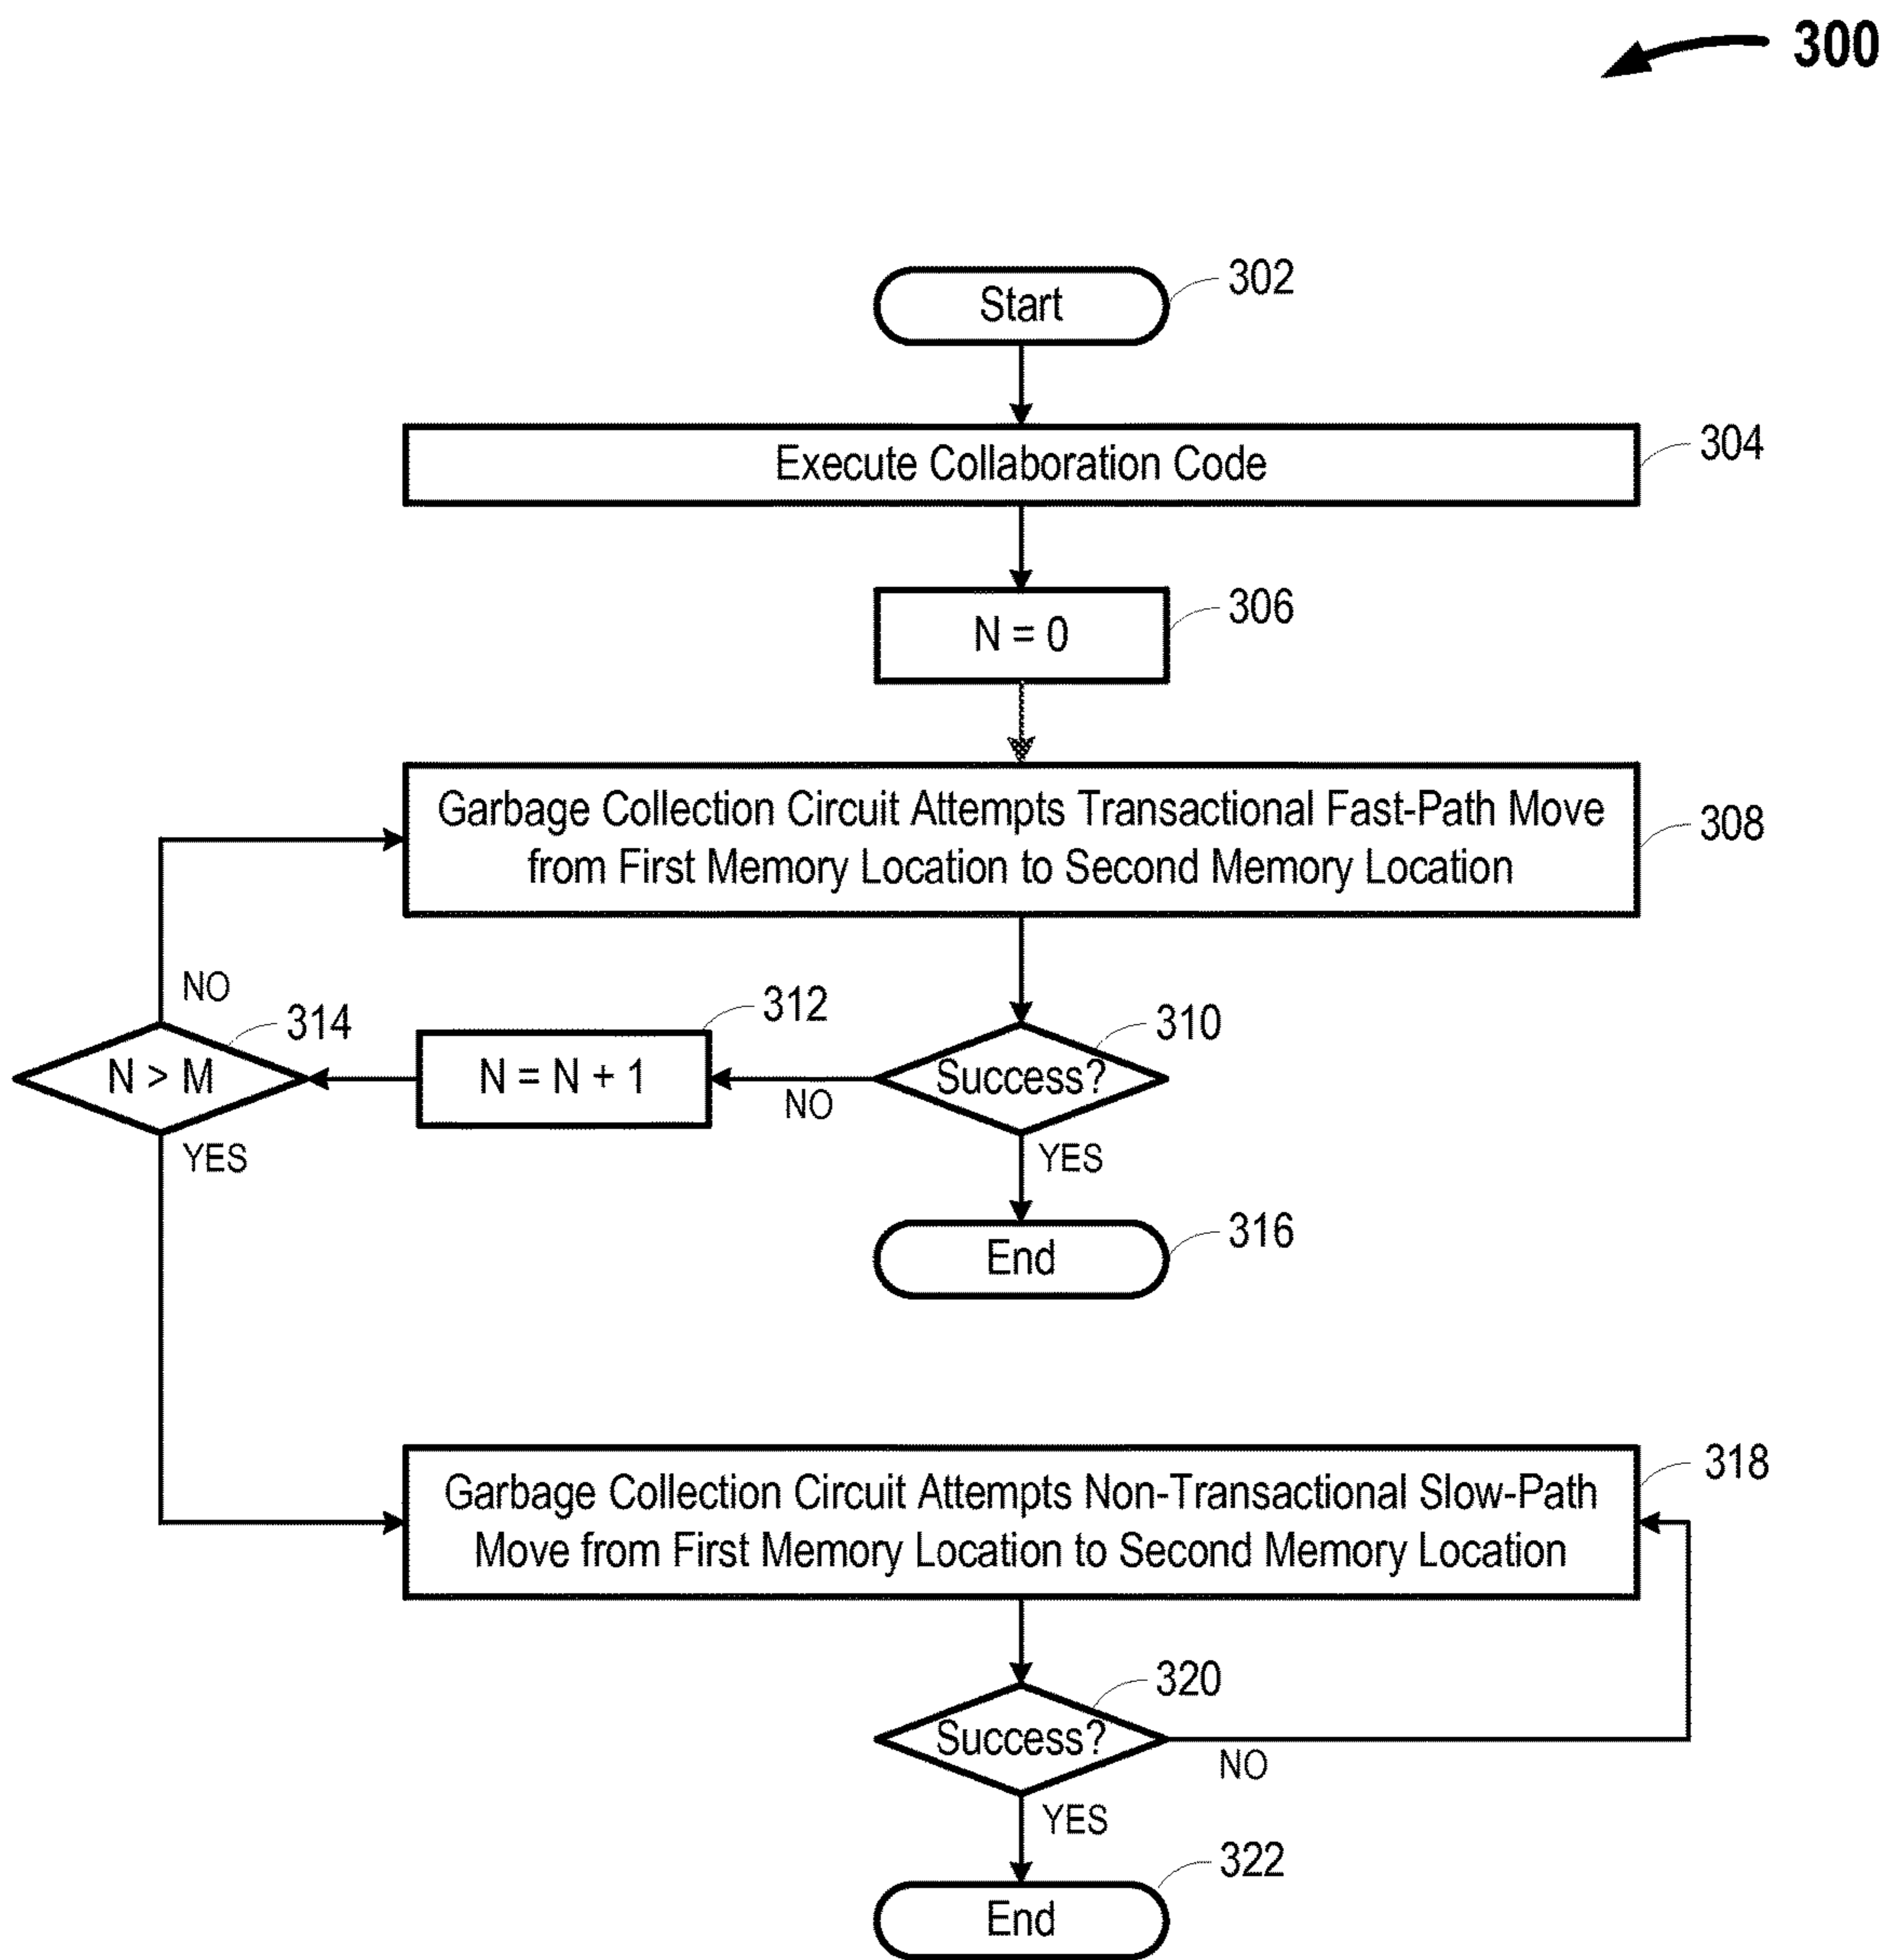 300
Start
302
Execute Collaboration Code
304
N = 0
306
Garbage Collection Circuit Attempts Transactional Fast-Path Move
from First Memory Location to Second Memory Location
308
NO
314
N > M
YES
312
N = N + 1
NO
310
Success?
YES
End
316
Garbage Collection Circuit Attempts Non-Transactional Slow-Path
Move from First Memory Location to Second Memory Location
318
320
Success?
NO
YES
End
322